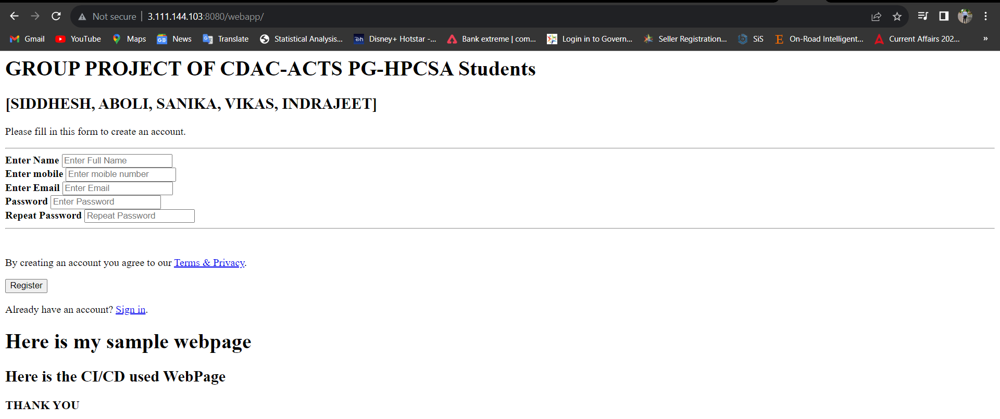 Not secure 3.111.144.103:8080/webapp/
Gmail YouTube Maps News Translate Statistical Analysis... Disney+ Hotstar -... Bank extreme | com... Login in to Govern... Seller Registration... SiS On-Road Intelligent... Current Affairs 202... »
GROUP PROJECT OF CDAC-ACTS PG-HPCSA Students
[SIDDHESH, ABOLI, SANIKA, VIKAS, INDRAJEET]
Please fill in this form to create an account.
Enter Name Enter Full Name
Enter mobile Enter moible number
Enter Email Enter Email
Password Enter Password
Repeat Password Repeat Password
By creating an account you agree to our Terms & Privacy.
Register
Already have an account? Sign in.
Here is my sample webpage
Here is the CI/CD used WebPage
THANK YOU